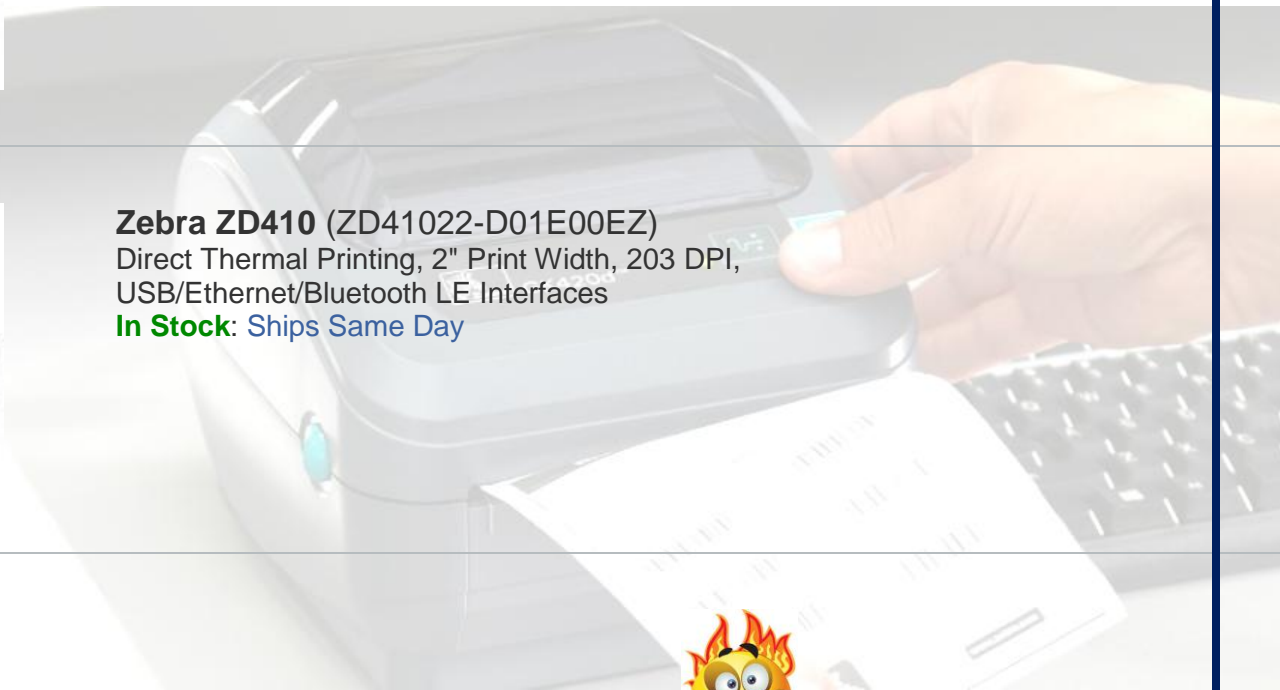 Zebra ZD410 (ZD41022-D01E00EZ)
Direct Thermal Printing, 2" Print Width, 203 DPI,
USB/Ethernet/Bluetooth LE Interfaces
In Stock: Ships Same Day